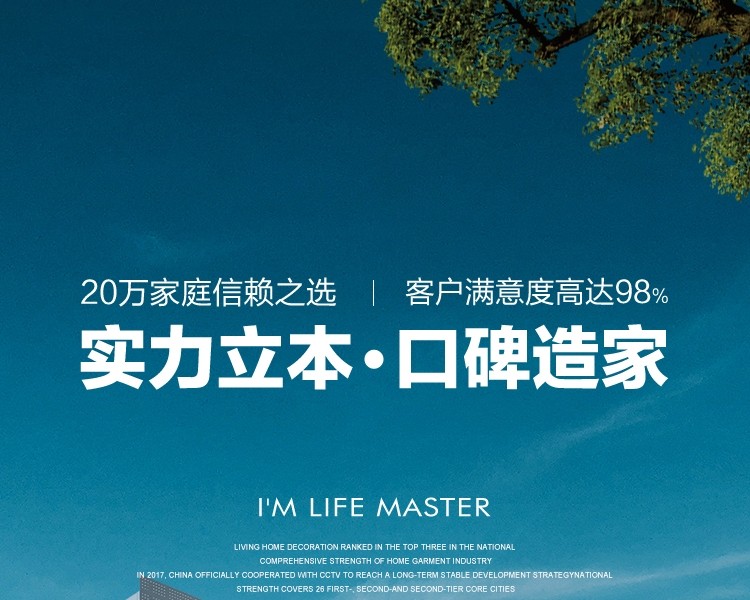 20万家庭信赖之选 | 客户满意度高达98%
实力立本·口碑造家
I'M LIFE MASTER
LIVING HOME DECORATION RANKED IN THE TOP THREE IN THE NATIONAL
COMPREHENSIVE STRENGTH OF HOME GARMENT INDUSTRY
IN 2017, CHINA OFFICIALLY COOPERATED WITH CCTV TO REACH A LONG-TERM STABLE DEVELOPMENT STRATEGYNATIONAL
STRENGTH COVERS 26 FIRST-, SECOND-AND SECOND-TIER CORE CITIES